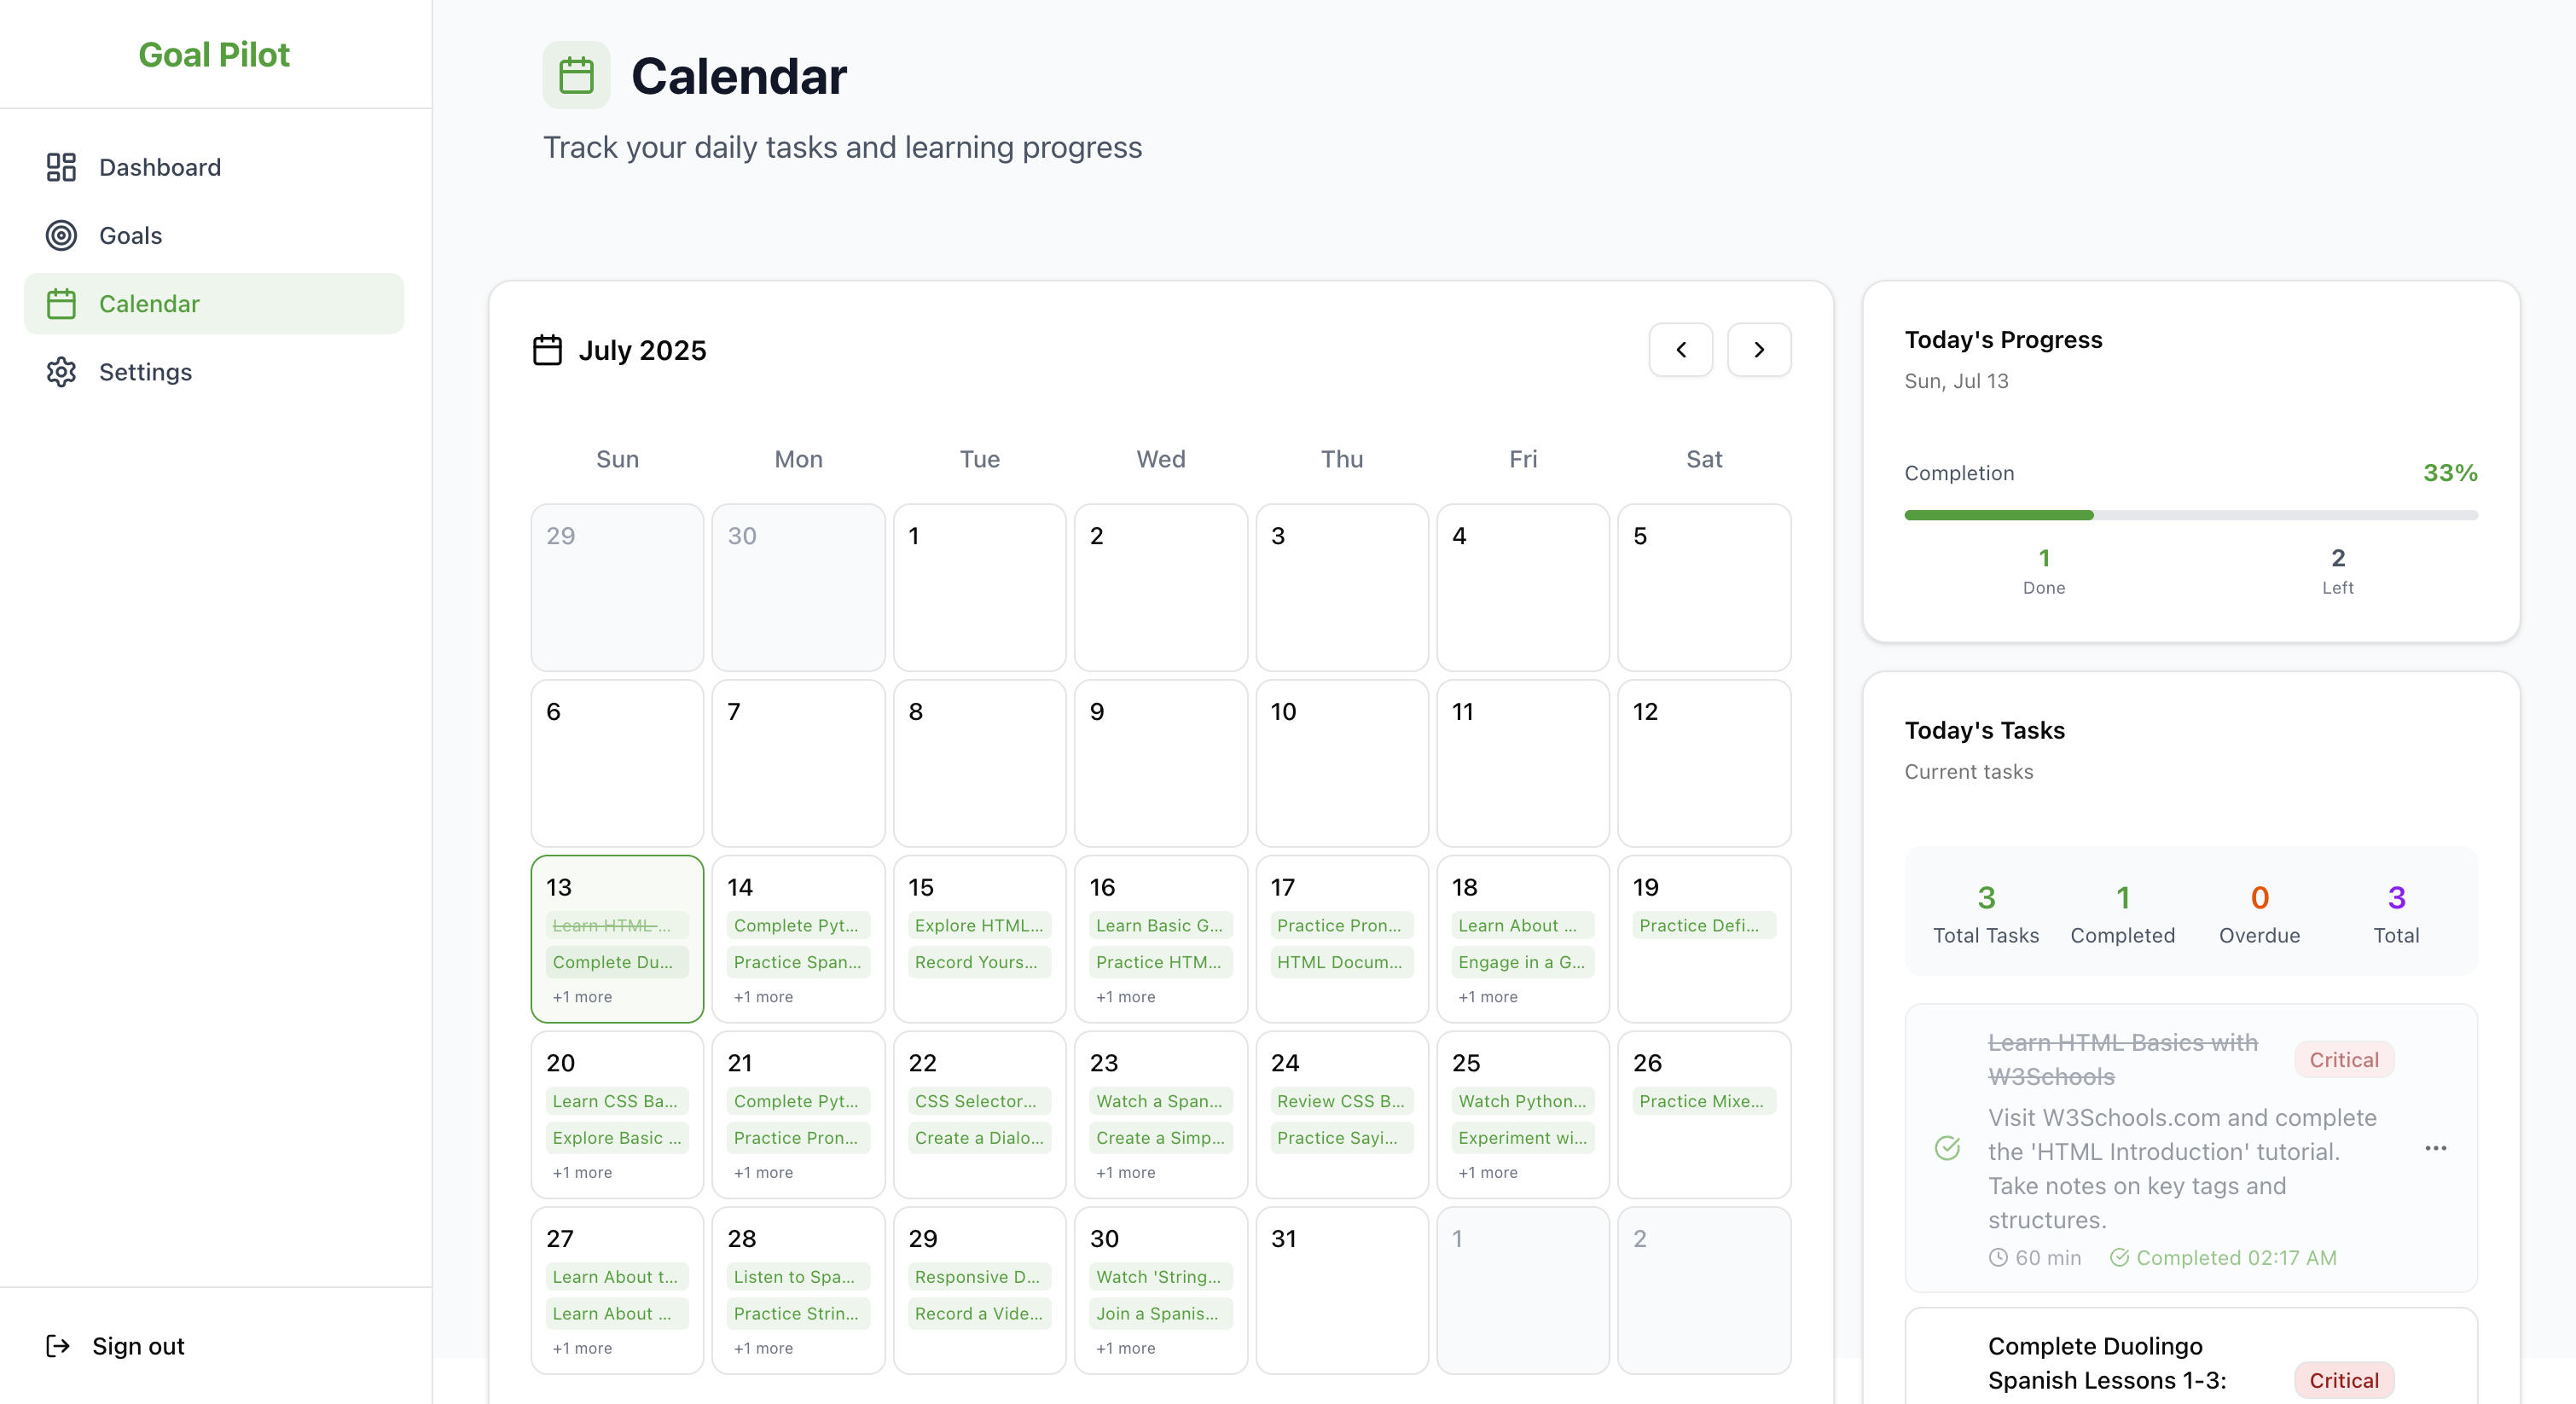 Goal Pilot
Dashboard
Goals
Calendar
Settings
Sign out
Calendar
Track your daily tasks and learning progress
July 2025
Sun Mon Tue Wed Thu Fri Sat
29 30 1 2 3 4 5
6 7 8 9 10 11 12
13 14 15 16 17 18 19
Learn HTML ... Complete Pyt... Explore HTML... Learn Basic G... Practice Pron... Learn About ... Practice Defi...
Complete Du... Practice Span... Record Yours... Practice HTM... HTML Docum... Engage in a G...
+1 more +1 more +1 more +1 more
20 21 22 23 24 25 26
Learn CSS Ba... Complete Pyt... CSS Selector... Watch a Span... Review CSS B... Watch Python... Practice Mixe...
Explore Basic ... Practice Pron... Create a Dialo... Create a Simp... Practice Sayi... Experiment wi...
+1 more +1 more +1 more +1 more
27 28 29 30 31 1 2
Learn About t... Listen to Spa... Responsive D... Watch 'String...
Learn About ... Practice Strin... Record a Vide... Join a Spanis...
+1 more +1 more +1 more
Today's Progress
Sun, Jul 13
Completion 33%
1 2
Done Left
Today's Tasks
Current tasks
3 1 0 3
Total Tasks Completed Overdue Total
Learn HTML Basics with
W3Schools
Critical
Visit W3Schools.com and complete
the 'HTML Introduction' tutorial.
Take notes on key tags and
structures.
60 min Completed 02:17 AM
Complete Duolingo
Spanish Lessons 1-3:
Critical